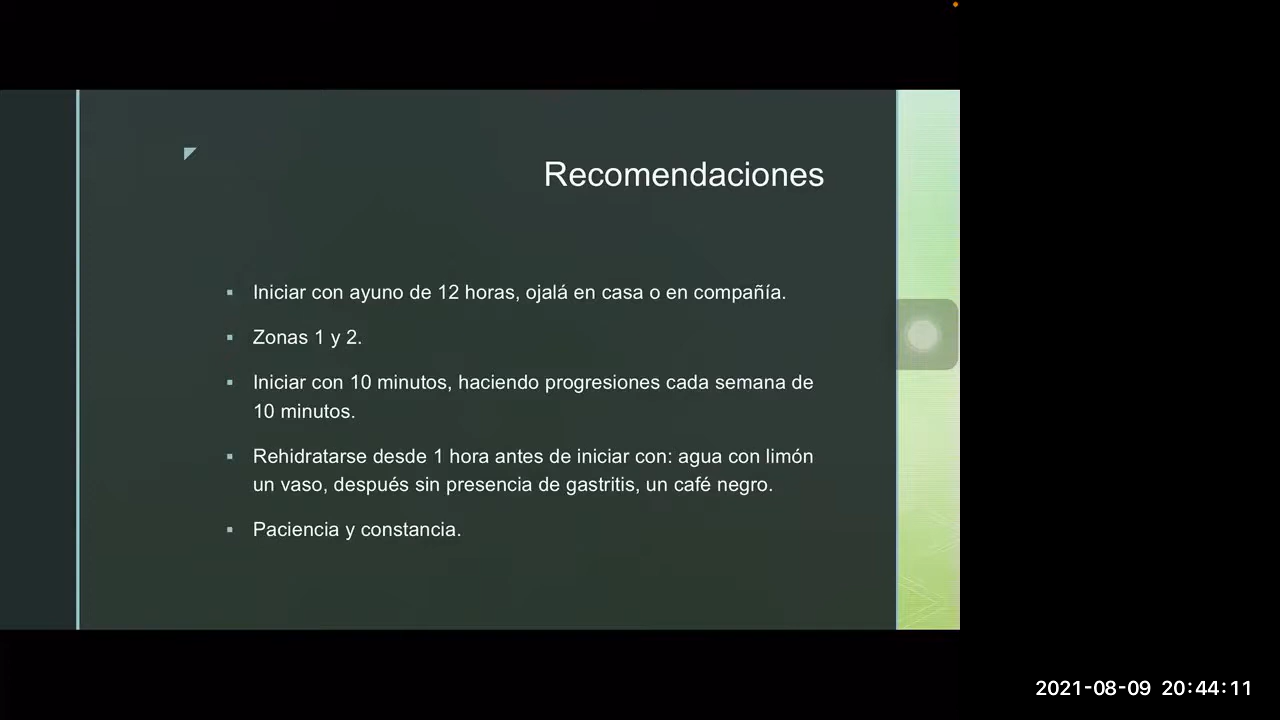 Recomendaciones
Iniciar con ayuno de 12 horas, ojalá en casa o en compañía.
Zonas 1 y 2.
Iniciar con 10 minutos, haciendo progresiones cada semana de
10 minutos.
Rehidratarse desde 1 hora antes de iniciar con: agua con limón
un vaso, después sin presencia de gastritis, un café negro.
Paciencia y constancia.
2021-08-09 20:44:11